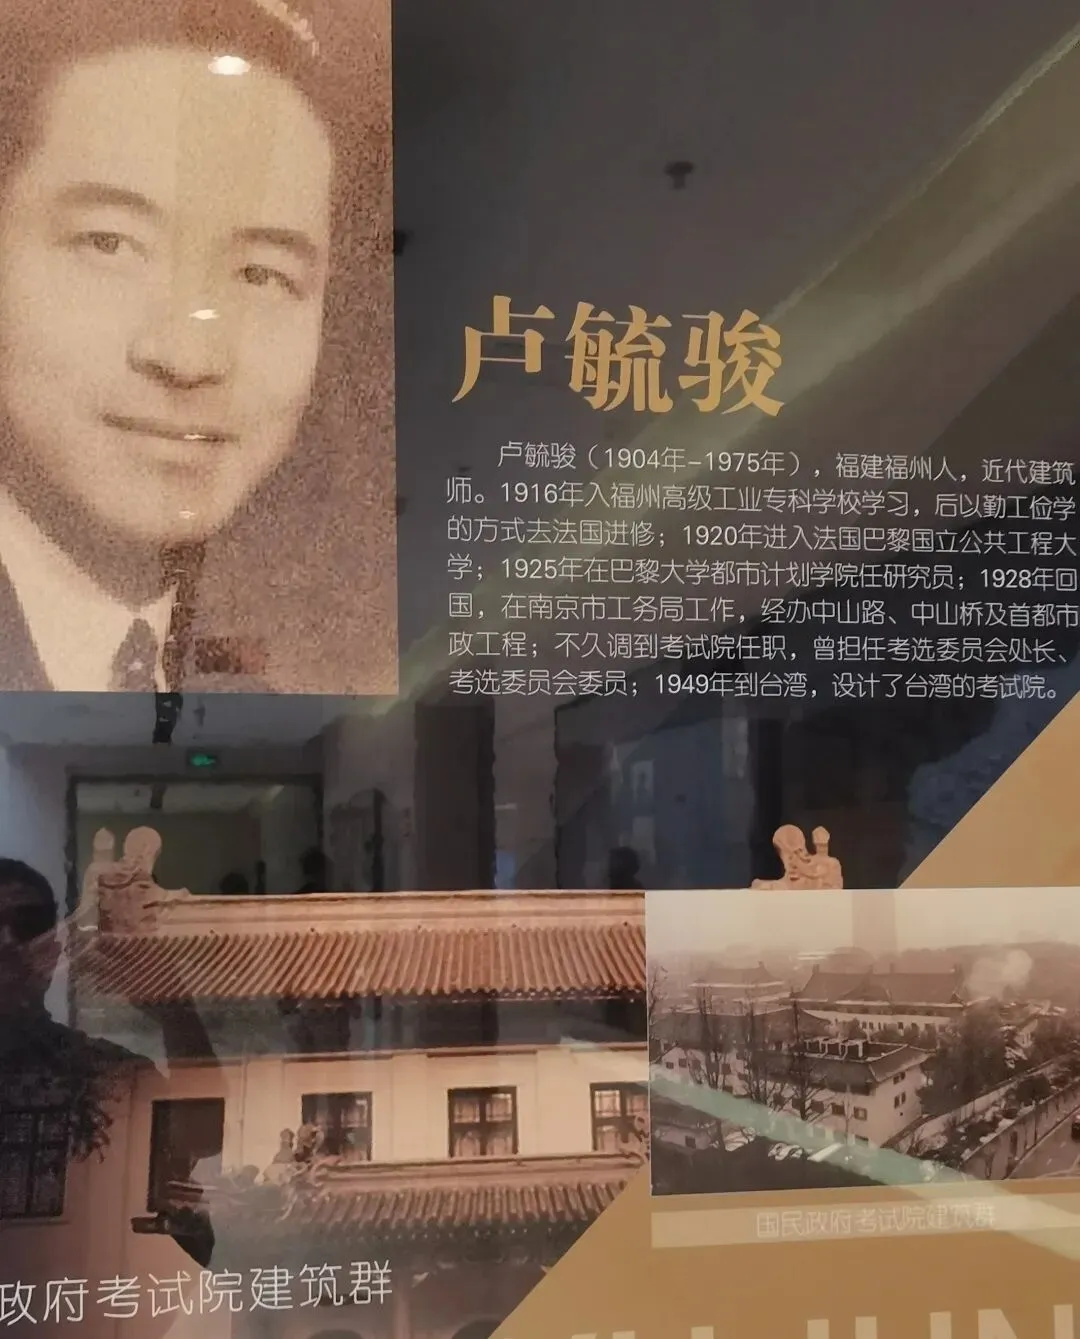 卢毓骏
卢毓骏（1904年-1975年），福建福州人，近代建筑
师。1916年入福州高级工业专科学校学习，后以勤工俭学
的方式去法国进修；1920年进入法国巴黎国立公共工程大
学；1925年在巴黎大学都市计划学院任研究员；1928年回
国，在南京市工务局工作，经办中山路、中山桥及首都市
政工程；不久调到考试院任职，曾担任考选委员会处长、
考选委员会委员；1949年到台湾，设计了台湾的考试院。
国民政府考试院建筑群
政府考试院建筑群